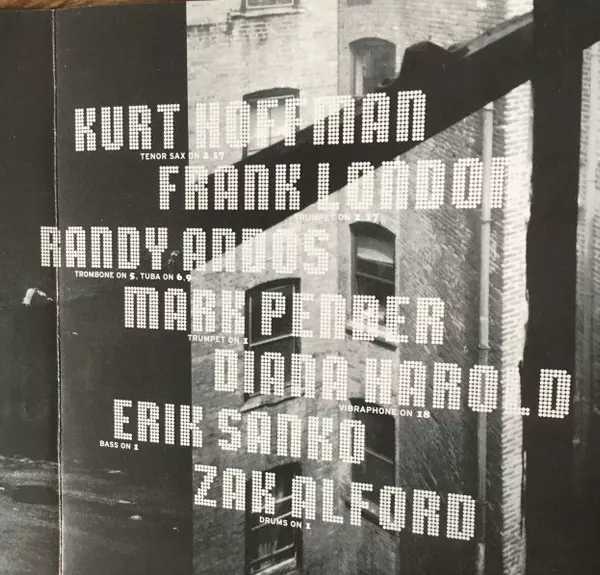 KURT HOFFMAN
TENOR SAX ON 2 17
FRANK LONDON
TRUMPET ON 2 17
RANDY ANDOS
TROMBONE ON 5. TUBA ON 6,9
MARK PENDER
TRUMPET ON 1
DIANA HAROLD
VIBRAPHONE ON 18
ERIK SANKO
BASS ON 1
ZAK ALFORD
DRUMS ON 1